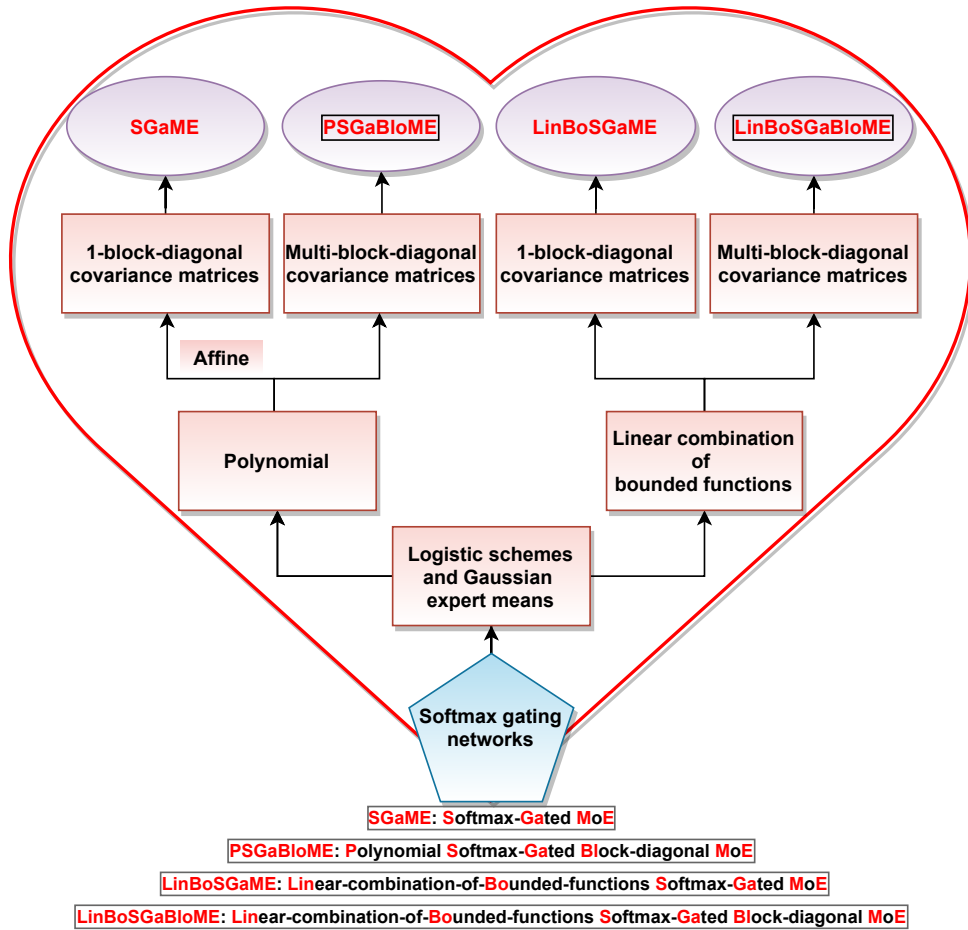 SGaME
PSGaBloME
LinBoSGaME
LinBoSGaBloME
1-block-diagonal
covariance matrices
Multi-block-diagonal
covariance matrices
1-block-diagonal
covariance matrices
Multi-block-diagonal
covariance matrices
Affine
Polynomial
Linear combination
of
bounded functions
Logistic schemes
and Gaussian
expert means
Softmax gating
networks
SGaME: Softmax-Gated MoE
PSGaBloME: Polynomial Softmax-Gated Block-diagonal MoE
LinBoSGaME: Linear-combination-of-Bounded-functions Softmax-Gated MoE
LinBoSGaBloME: Linear-combination-of-Bounded-functions Softmax-Gated Block-diagonal MoE